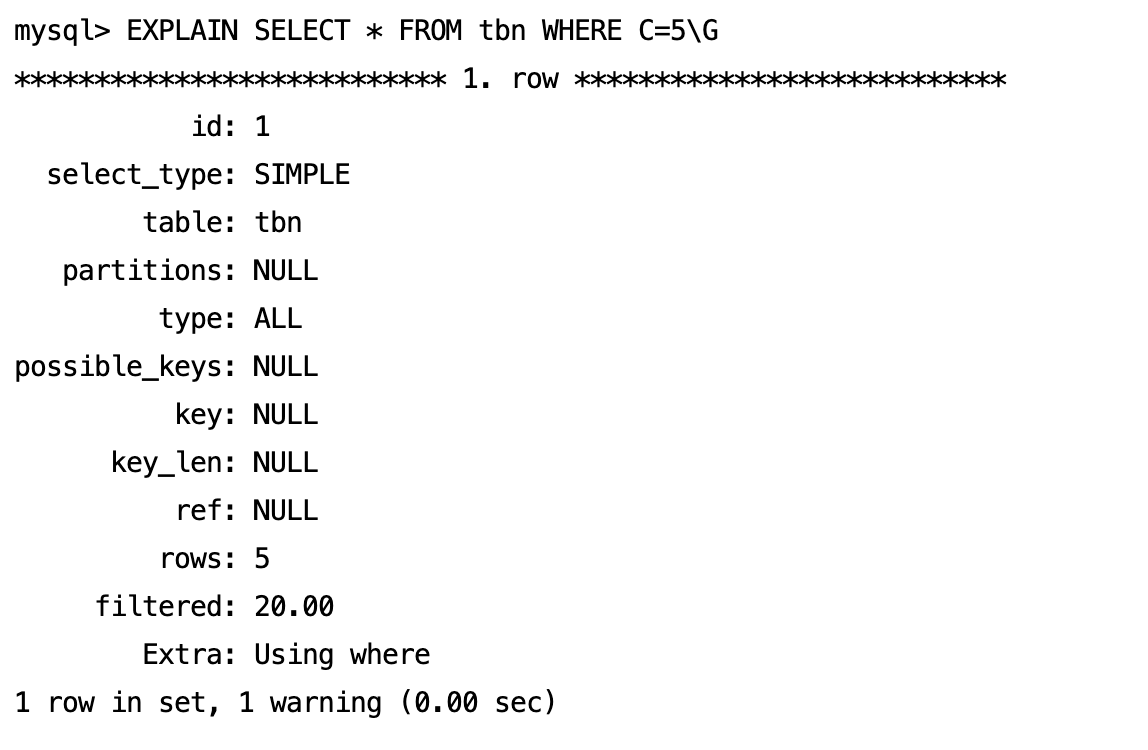 mysql> EXPLAIN SELECT * FROM tbn WHERE C=5\G
*************************** 1. row ***************************
           id: 1
  select_type: SIMPLE
        table: tbn
   partitions: NULL
         type: ALL
possible_keys: NULL
          key: NULL
      key_len: NULL
          ref: NULL
         rows: 5
     filtered: 20.00
        Extra: Using where
1 row in set, 1 warning (0.00 sec)